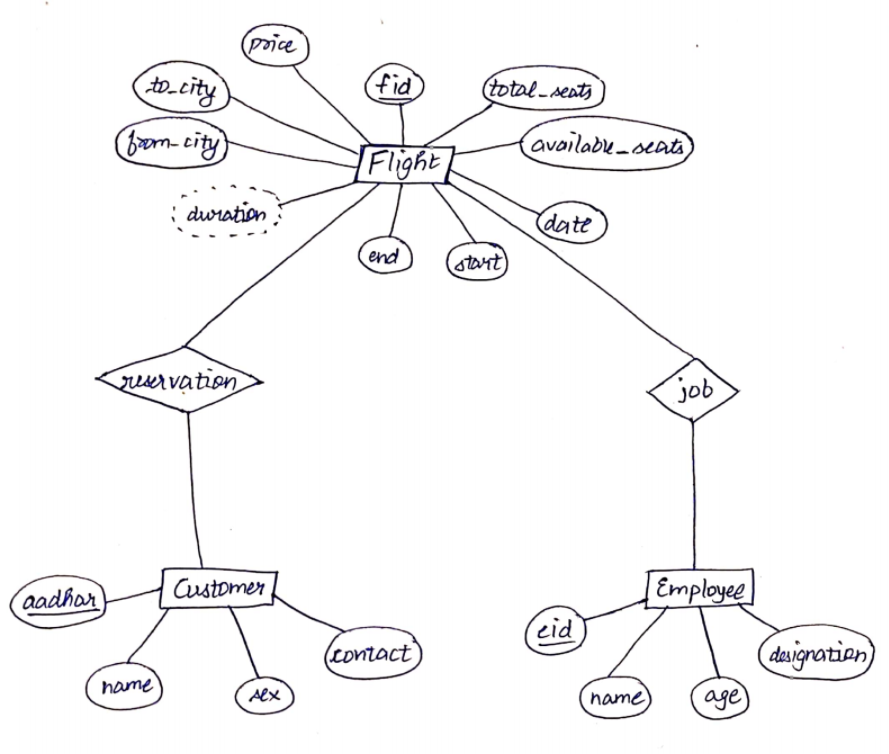 price
to_city
fid
total_seats
from_city
Flight
available_seats
duration
date
end
start
reservation
job
Customer
Employee
aadhar
eid
contact
designation
name
sex
name
age